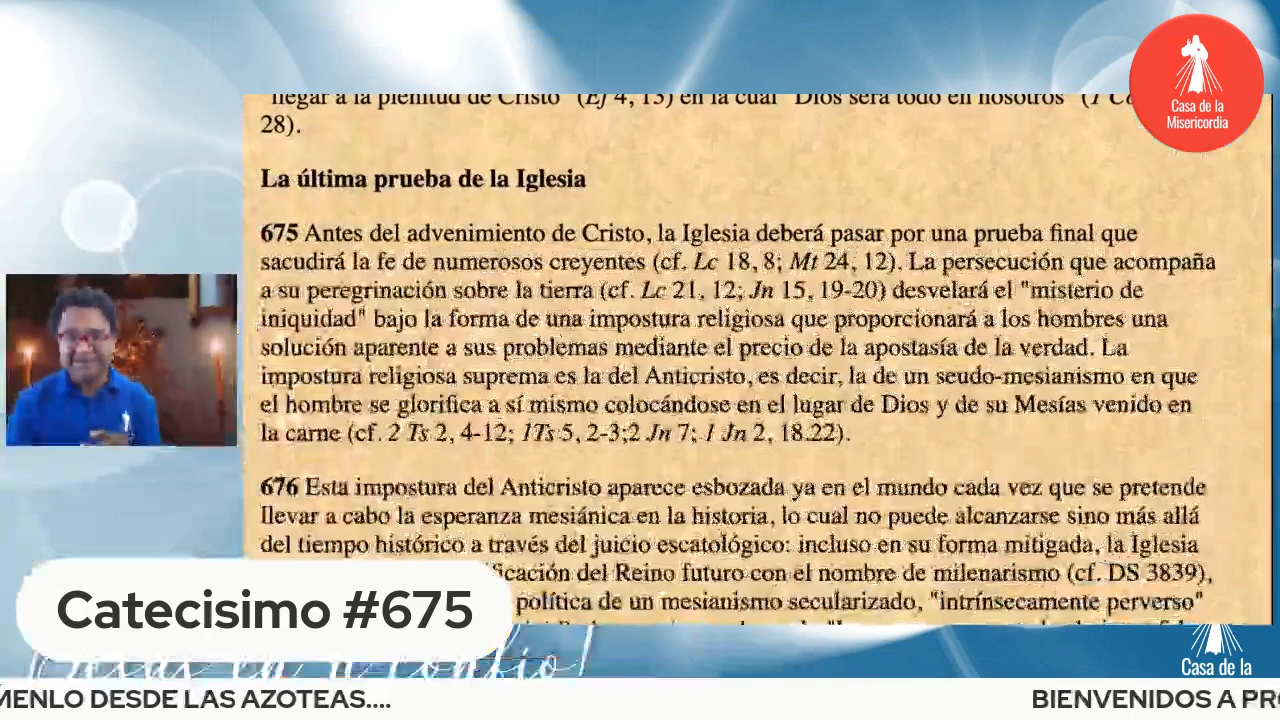 llegar a la plenitud de Cristo" (Ef 4, 13) en la cual "Dios será todo en nosotros" (1 Co
28).
La última prueba de la Iglesia
675 Antes del advenimiento de Cristo, la Iglesia deberá pasar por una prueba final que
sacudirá la fe de numerosos creyentes (cf. Lc 18, 8; Mt 24, 12). La persecución que acompaña
a su peregrinación sobre la tierra (cf. Lc 21, 12; Jn 15, 19-20) desvelará el "misterio de
iniquidad" bajo la forma de una impostura religiosa que proporcionará a los hombres una
solución aparente a sus problemas mediante el precio de la apostasía de la verdad. La
impostura religiosa suprema es la del Anticristo, es decir, la de un seudo-mesianismo en que
el hombre se glorifica a sí mismo colocándose en el lugar de Dios y de su Mesías venido en
la carne (cf. 2 Ts 2, 4-12; 1Ts 5, 2-3;2 Jn 7; 1 Jn 2, 18.22).
676 Esta impostura del Anticristo aparece esbozada ya en el mundo cada vez que se pretende
llevar a cabo la esperanza mesiánica en la historia, lo cual no puede alcanzarse sino más allá
del tiempo histórico a través del juicio escatológico: incluso en su forma mitigada, la Iglesia
ficación del Reino futuro con el nombre de milenarismo (cf. DS 3839),
política de un mesianismo secularizado, "intrínsecamente perverso"
Casa de la
Misericordia
Catecisimo #675
Casa de la
MENLO DESDE LAS AZOTEAS.... BIENVENIDOS A PR